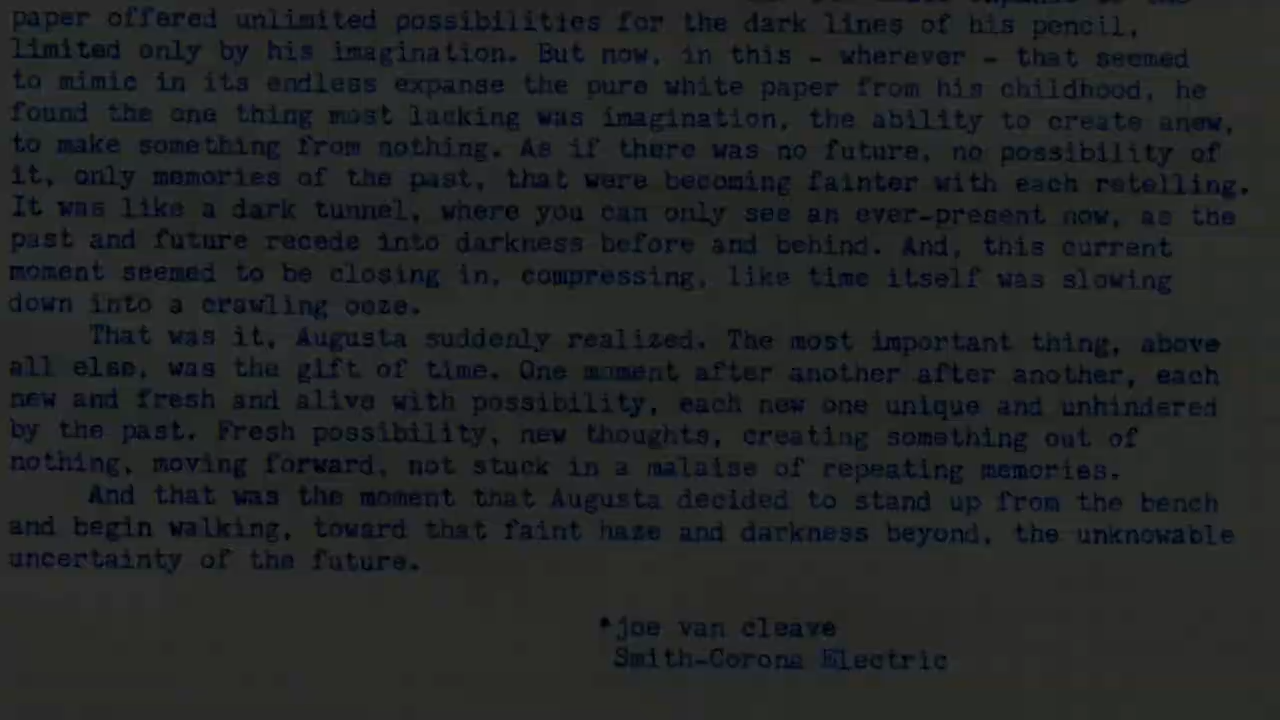 paper offered unlimited possibilities for the dark lines of his pencil,
limited only by his imagination. But now, in this - wherever - that seemed
to mimic in its endless expanse the pure white paper from his childhood, he
found the one thing most lacking was imagination, the ability to create anew,
to make something from nothing. As if there was no future, no possibility of
it, only memories of the past, that were becoming fainter with each retelling.
It was like a dark tunnel, where you can only see an ever-present now, as the
past and future recede into darkness before and behind. And, this current
moment seemed to be closing in, compressing, like time itself was slowing
down into a crawling ooze.
That was it, Augusta suddenly realized. The most important thing, above
all else, was the gift of time. One moment after another after another, each
new and fresh and alive with possibility, each new one unique and unhindered
by the past. Fresh possibility, new thoughts, creating something out of
nothing, moving forward, not stuck in a malaise of repeating memories.
And that was the moment that Augusta decided to stand up from the bench
and begin walking, toward that faint haze and darkness beyond, the unknowable
uncertainty of the future.
*joe van cleave
Smith-Corona Electric